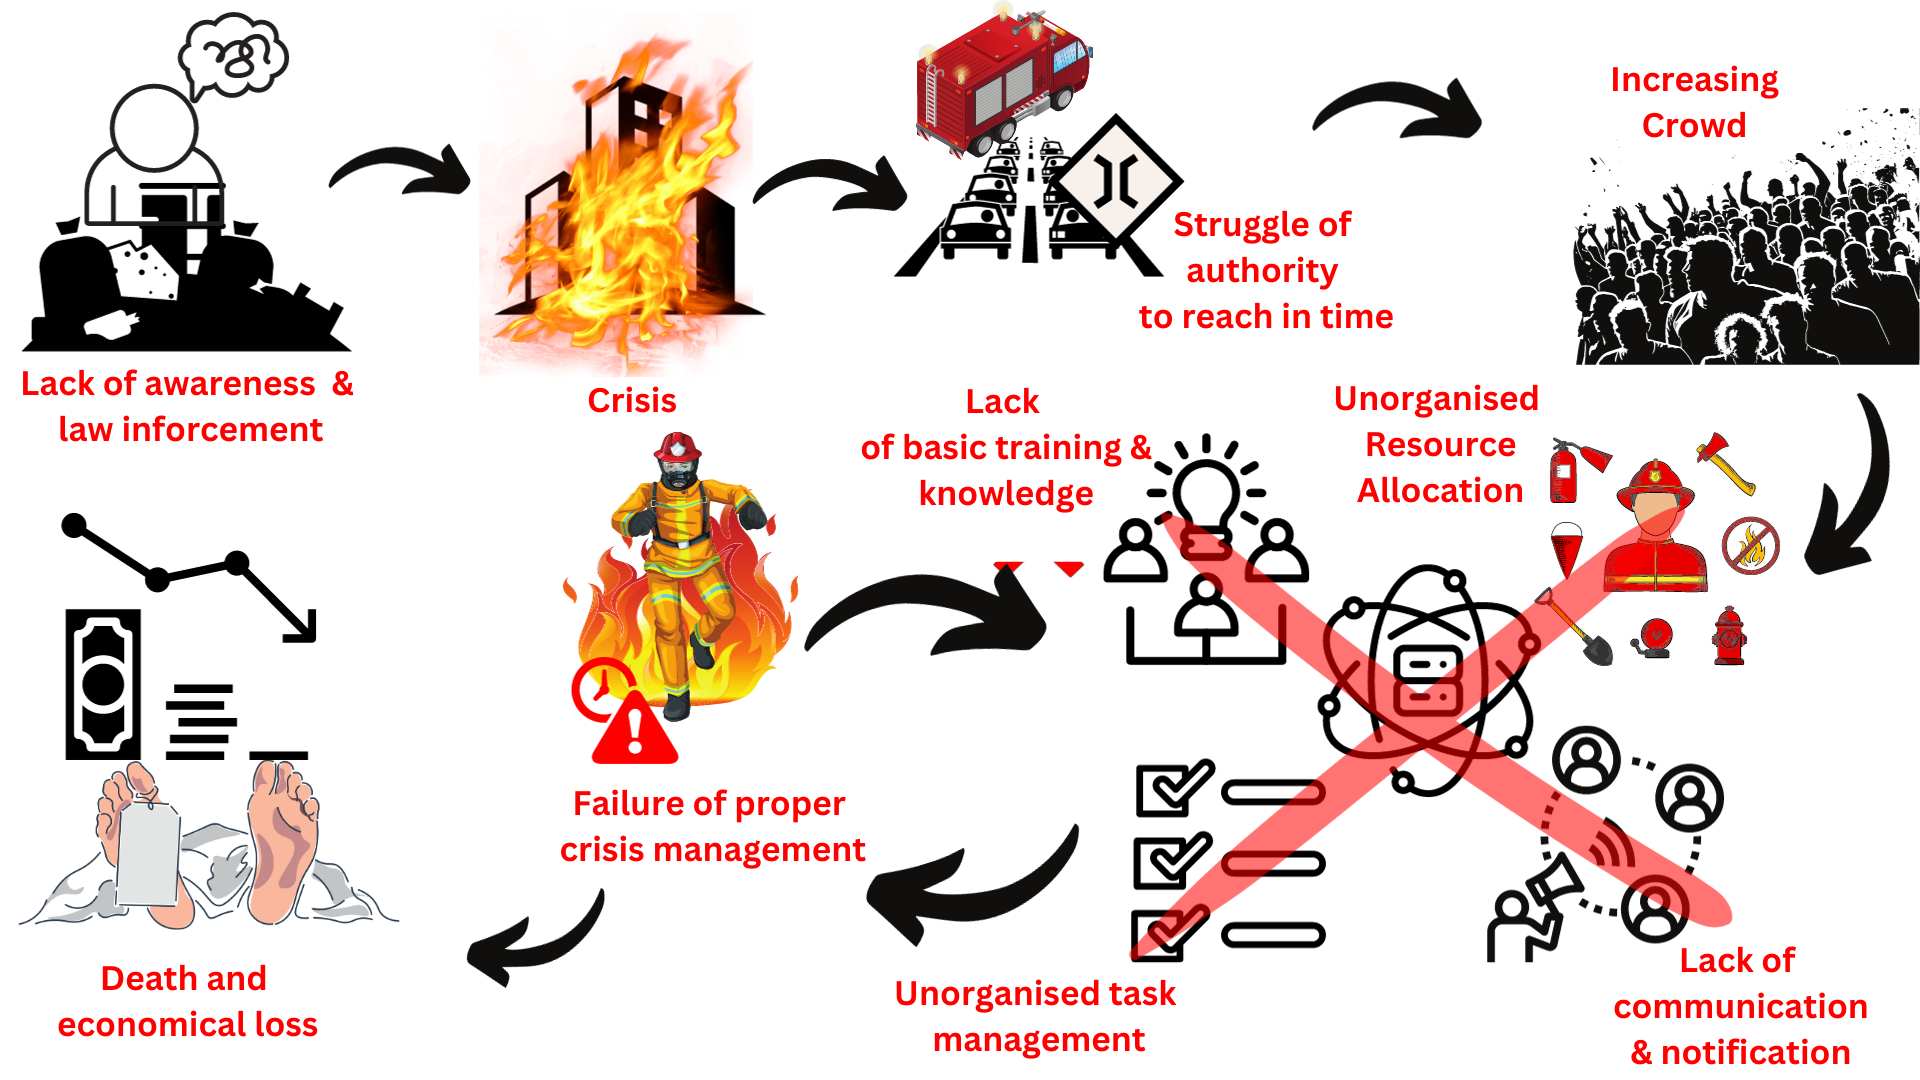 Increasing
Crowd
Struggle of
authority
to reach in time
Lack of awareness &
law inforcement
Crisis
Lack
of basic training &
knowledge
Unorganised
Resource
Allocation
Failure of proper
crisis management
Death and
economical loss
Unorganised task
management
Lack of
communication
& notification